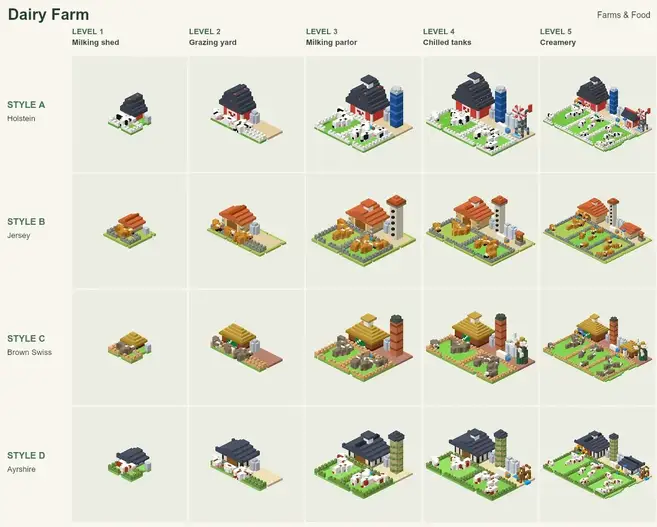 Dairy Farm
Farms & Food
LEVEL 1
Milking shed
LEVEL 2
Grazing yard
LEVEL 3
Milking parlor
LEVEL 4
Chilled tanks
LEVEL 5
Creamery
STYLE A
Holstein
STYLE B
Jersey
STYLE C
Brown Swiss
STYLE D
Ayrshire